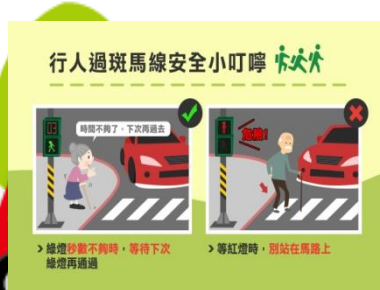 行人過斑馬線安全小叮嚀
時間不夠了，下次再過去
危險!
綠燈秒數不夠時，等待下次
綠燈再通過
等紅燈時，別站在馬路上